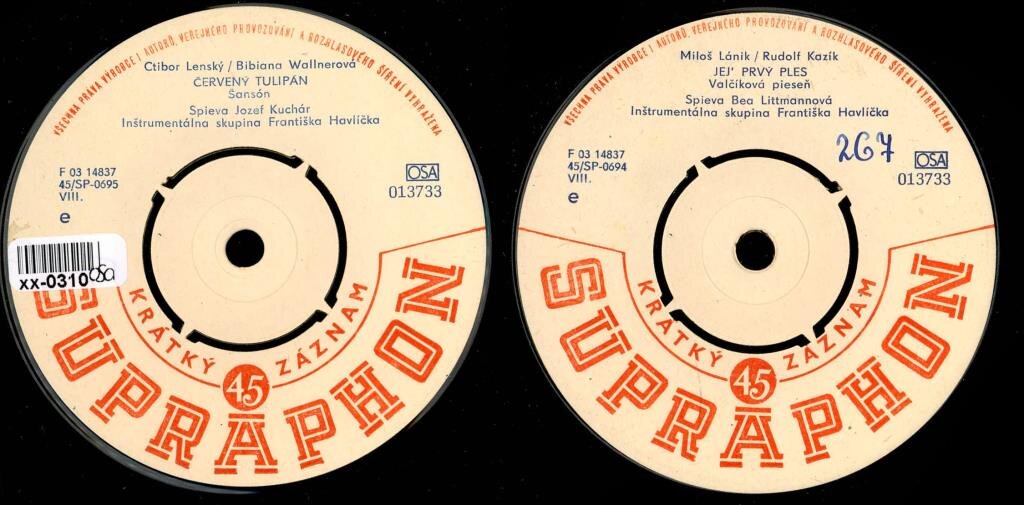 VŠECHNA PRÁVA VÝROBCE I AUTORŮ, VEŘEJNÉHO PROVOZOVÁNÍ A ROZHLASOVÉHO ŠÍŘENÍ VYHRAŽENA
Ctibor Lenský / Bibiana Wallnerová
ČERVENÝ TULIPÁN
Šansón
Spieva Jozef Kuchár
Inštrumentálna skupina Františka Havlíčka
F 03 14837
45/SP-0695
VIII.
e
OSA
013733
xx-0310
osa
KRÁTKÝ 45 ZÁZNAM
SUPRAPHON
VŠECHNA PRÁVA VÝROBCE I AUTORŮ, VEŘEJNÉHO PROVOZOVÁNÍ A ROZHLASOVÉHO ŠÍŘENÍ VYHRAŽENA
Miloš Lánik / Rudolf Kazík
JEJ' PRVÝ PLES
Valčíková pieseň
Spieva Bea Littmannová
Inštrumentálna skupina Františka Havlíčka
267
F 03 14837
45/SP-0694
VIII.
e
OSA
013733
KRÁTKÝ 45 ZÁZNAM
SUPRAPHON